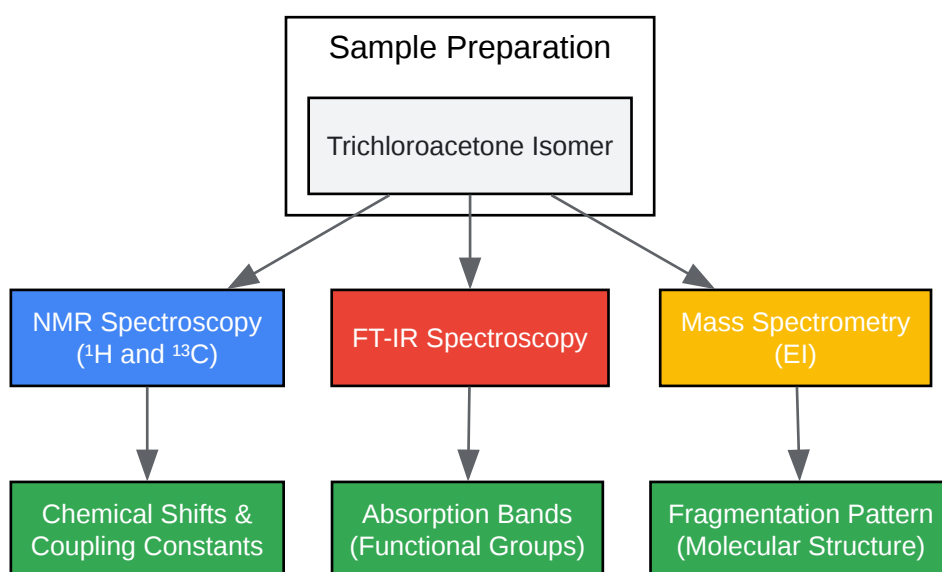 Sample Preparation
Trichloroacetone Isomer
NMR Spectroscopy
(¹H and ¹³C)
FT-IR Spectroscopy
Mass Spectrometry
(EI)
Chemical Shifts &
Coupling Constants
Absorption Bands
(Functional Groups)
Fragmentation Pattern
(Molecular Structure)